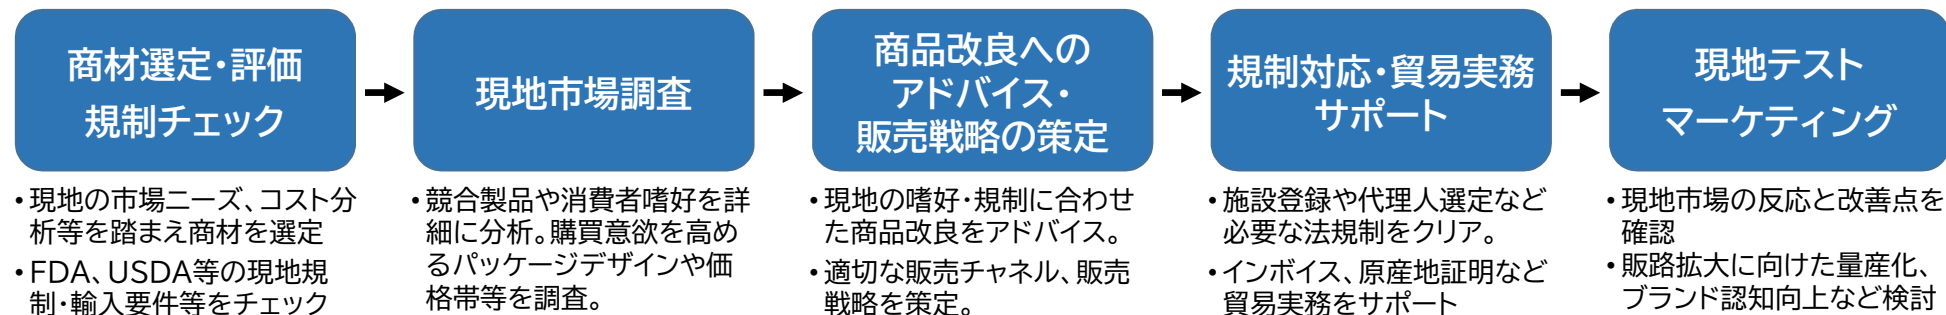 商材選定・評価
規制チェック
・現地の市場ニーズ、コスト分
析等を踏まえ商材を選定
・FDA、USDA等の現地規
制・輸入要件等をチェック
現地市場調査
・競合製品や消費者嗜好を詳
細に分析。購買意欲を高め
るパッケージデザインや価
格帯等を調査。
商品改良への
アドバイス・
販売戦略の策定
・現地の嗜好・規制に合わせ
た商品改良をアドバイス。
・適切な販売チャネル、販売
戦略を策定。
規制対応・貿易実務
サポート
・施設登録や代理人選定など
必要な法規制をクリア。
・インボイス、原産地証明など
貿易実務をサポート
現地テスト
マーケティング
・現地市場の反応と改善点を
確認
・販路拡大に向けた量産化、
ブランド認知向上など検討